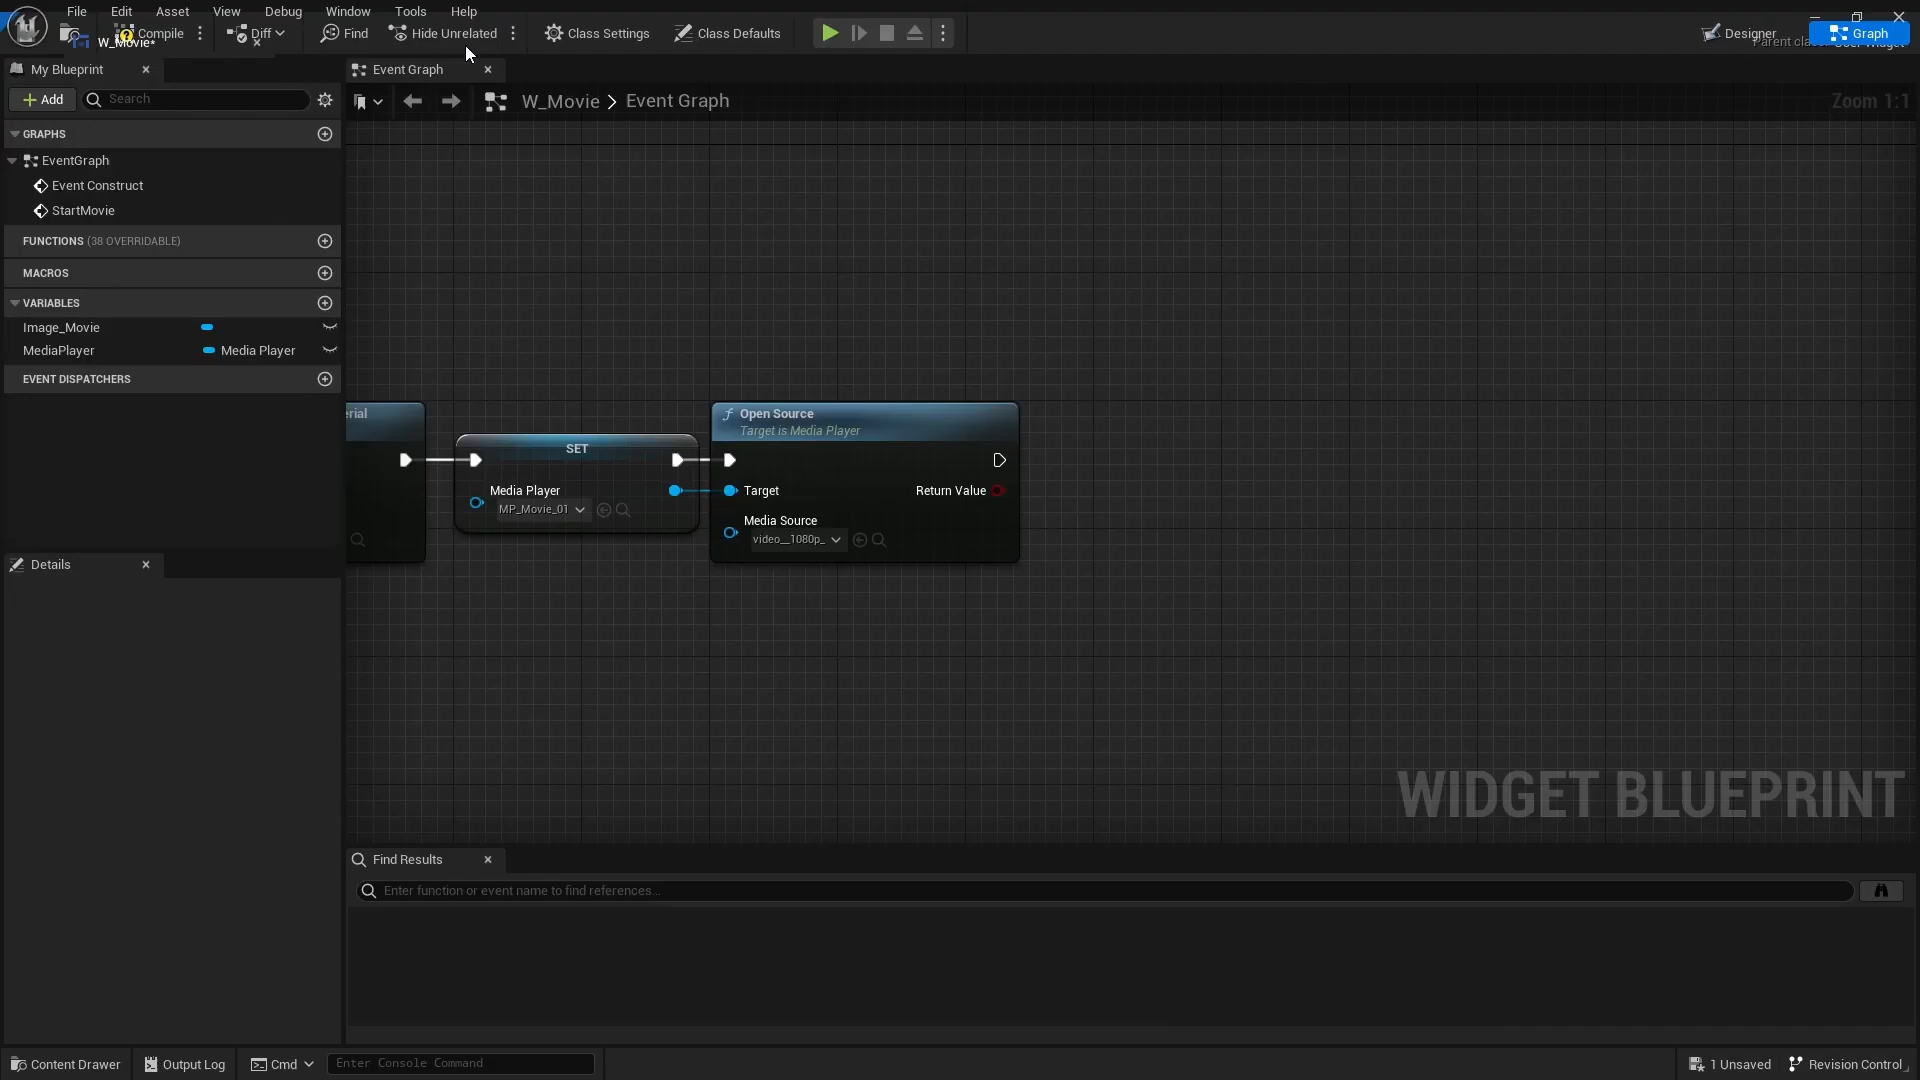 File Edit Asset View Debug Window Tools Help
W_Movie*
Compile Diff Find Hide Unrelated Class Settings Class Defaults Designer Graph
Parent clas
My Blueprint
Event Graph
Add Search
W_Movie > Event Graph
Zoom 1:1
GRAPHS
EventGraph
Event Construct
StartMovie
FUNCTIONS (38 OVERRIDABLE)
MACROS
VARIABLES
Image_Movie
MediaPlayer Media Player
EVENT DISPATCHERS
Details
erial
SET
Media Player
MP_Movie_01
Open Source
Target is Media Player
Target
Return Value
Media Source
video__1080p_
WIDGET BLUEPRINT
Find Results
Enter function or event name to find references...
Content Drawer Output Log Cmd Enter Console Command 1 Unsaved Revision Control